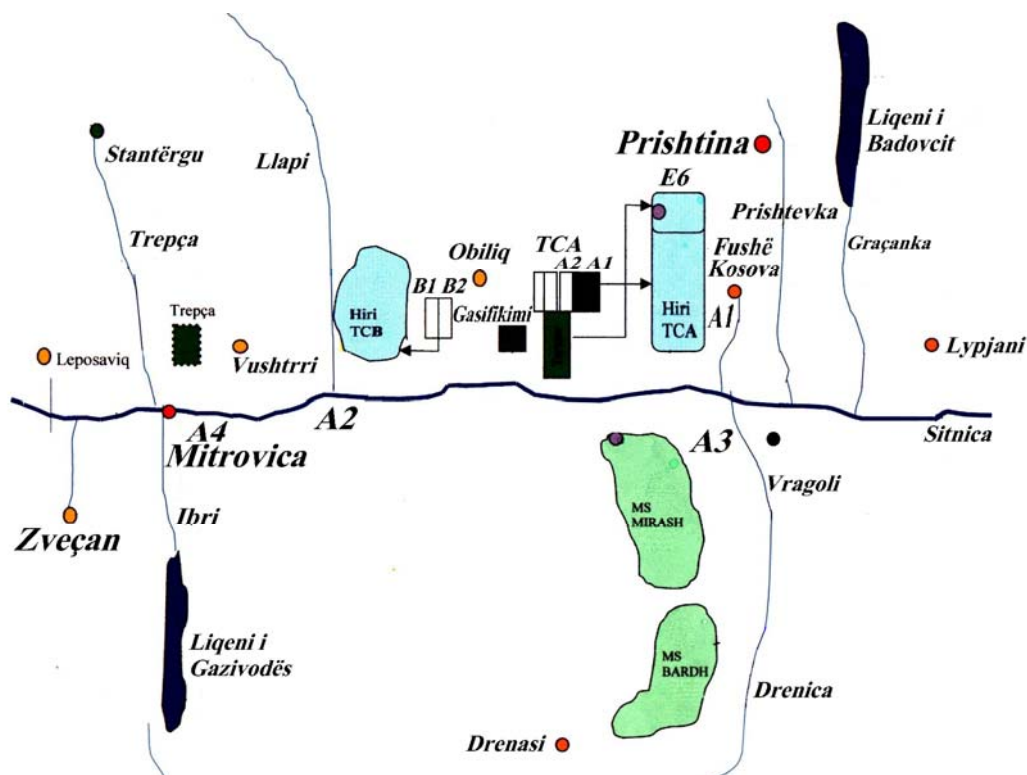 Liqeni i
Badovcit
Stantërgu
Llapi
Prishtina
E6
Prishtevka
Trepça
Obiliq
TCA
A2 A1
Fushë
Kosova
Graçanka
B1 B2
Gasifikimi
Hiri
TCB
Hiri
TCA
A1
Trepça
Leposaviq
Vushtrri
Lypjani
A4
A2
A3
Sitnica
Mitrovica
Vragoli
MS
MIRASH
Ibri
Zveçan
Liqeni i
Gazivodës
MS
BARDH
Drenica
Drenasi